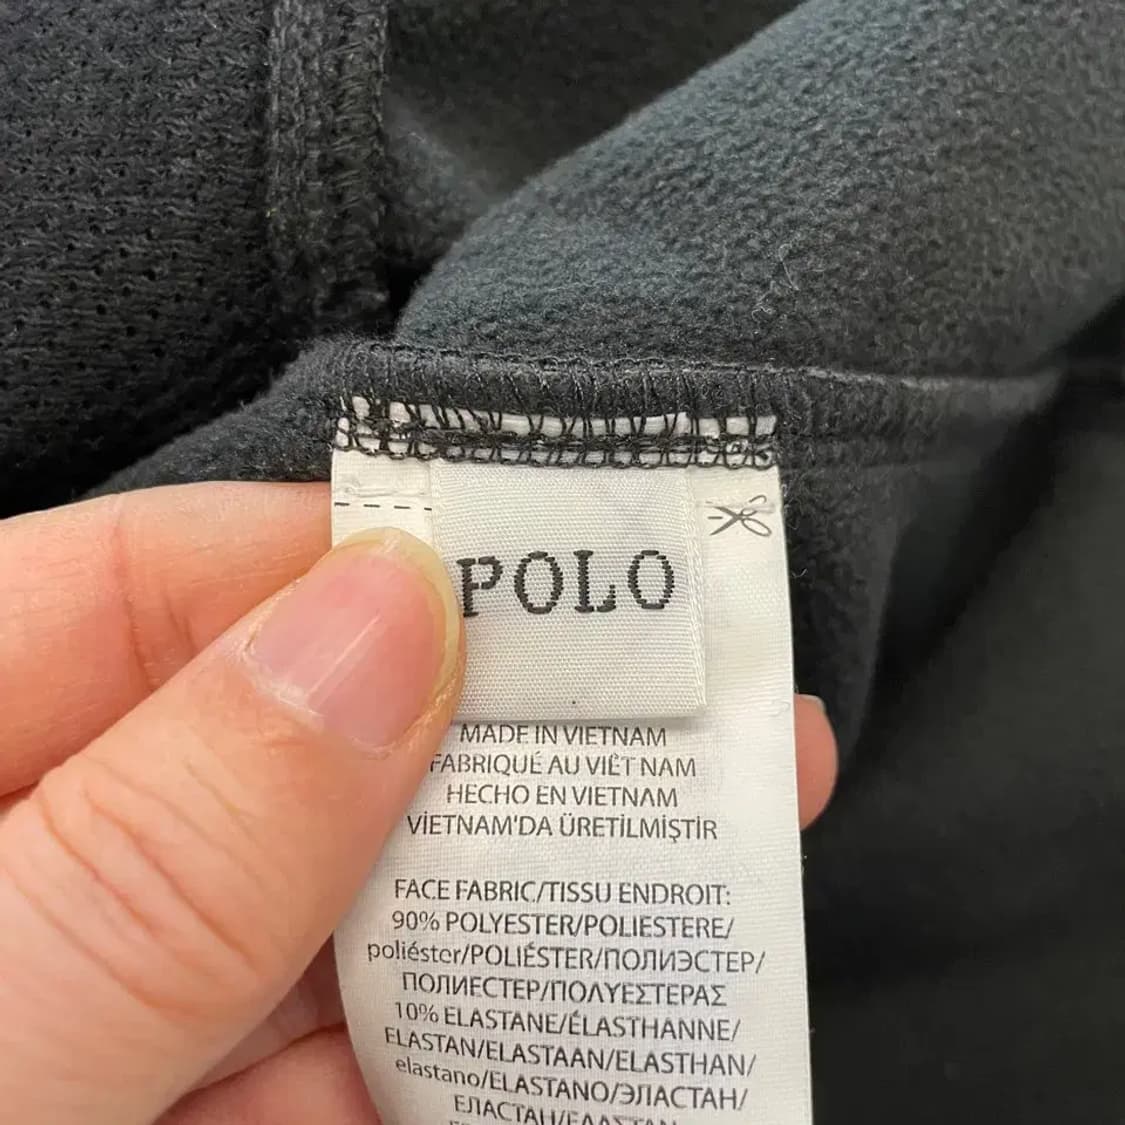 POLO
MADE IN VIETNAM
FABRIQUÉ AU VIÊT NAM
HECHO EN VIETNAM
VİETNAM'DA ÜRETİLMİŞTİR
FACE FABRIC/TISSU ENDROIT:
90% POLYESTER/POLIESTERE/
poliéster/POLIÉSTER/ПОЛИЭСТЕР/
ПОЛИЕСТЕР/ΠΟΛΥΕΣΤΕΡΑΣ
10% ELASTANE/ÉLASTHANNE/
ELASTAN/ELASTAAN/ELASTHAN/
elastano/ELASTANO/ЭЛАСТАН/
ЕЛАСТАН/ΕΛΑΣΤΑΝ